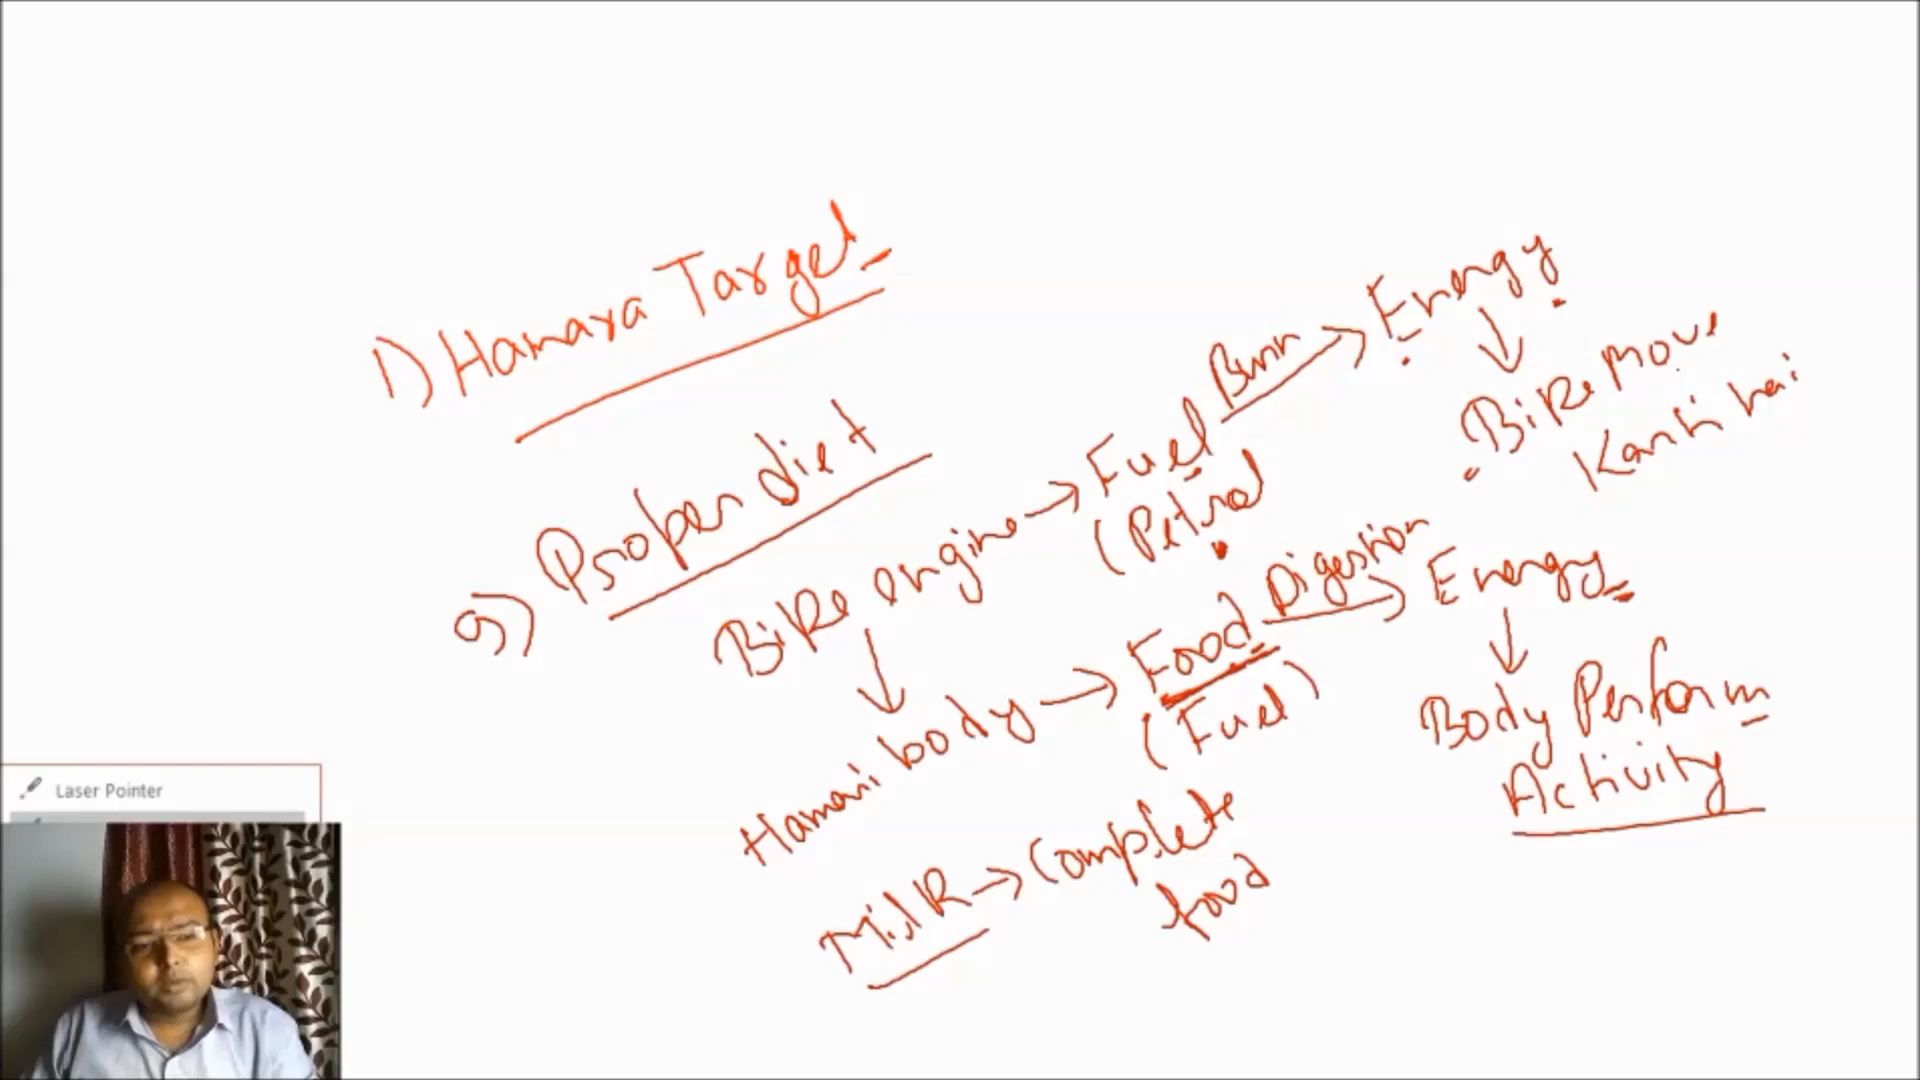 1) Hamara Target
a) Proper diet
Bike engine → Fuel Burn → Energy
(Petrol
↓
Bike move
Karti hai
↓
Hamari body → Food Digestion → Energy
(Fuel)
↓
Body Perform
Activity
Milk → Complete
food
Laser Pointer